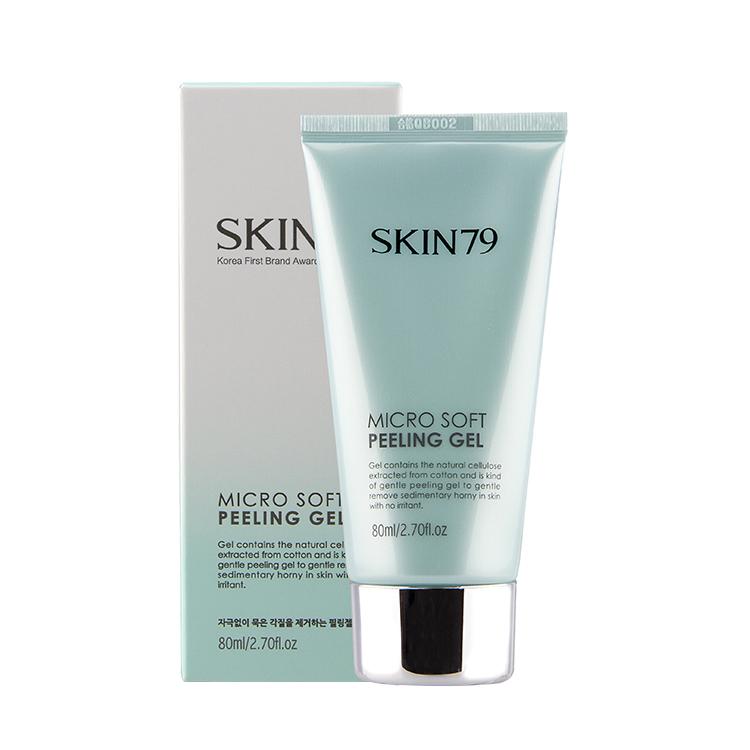 SKIN
Korea First Brand Award
MICRO SOFT
PEELING GEL
Gel contains the natural cellul
extracted from cotton and is k
gentle peeling gel to gentle re
sedimentary horny in skin with
irritant.
자극없이 묵은 각질을 제거하는 필링젤
80ml/2.70fl.oz
QB002
SKIN79
MICRO SOFT
PEELING GEL
Gel contains the natural cellulose
extracted from cotton and is kind
of gentle peeling gel to gentle
remove sedimentary horny in skin
with no irritant.
80ml/2.70fl.oz